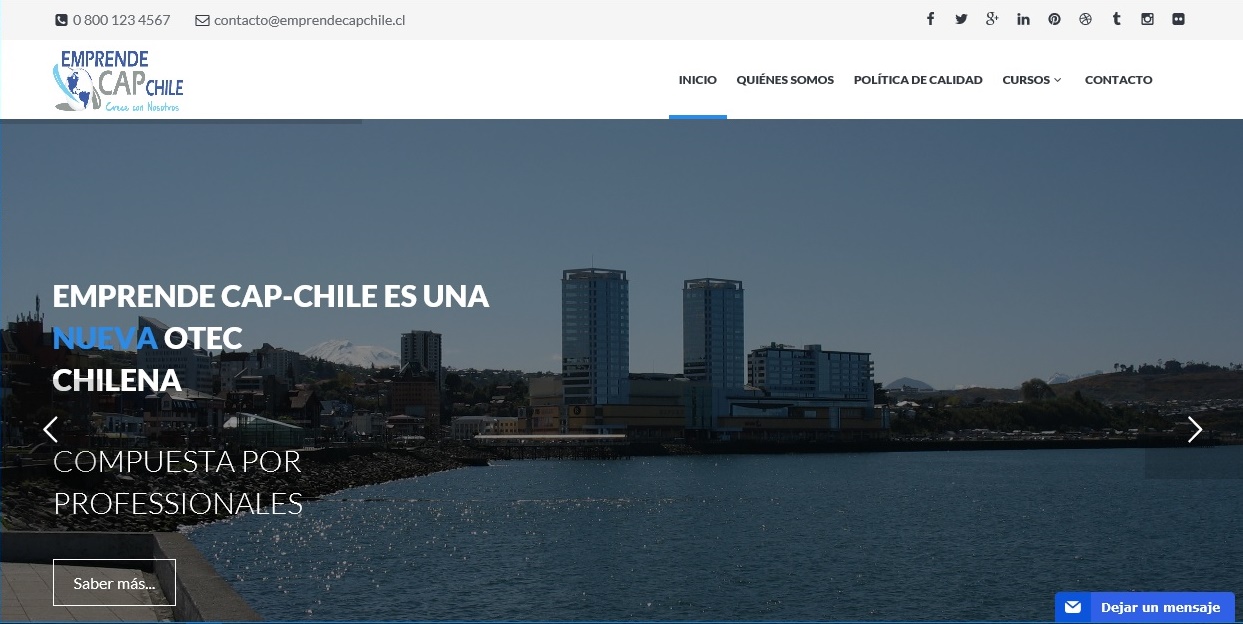 0 800 123 4567
contacto@emprendecapchile.cl
EMPRENDE
CAP CHILE
Crece con Nosotros
INICIO
QUIÉNES SOMOS
POLÍTICA DE CALIDAD
CURSOS
CONTACTO
EMPRENDE CAP-CHILE ES UNA
NUEVA OTEC
CHILENA
COMPUESTA POR
PROFESSIONALES
Saber más...
Dejar un mensaje